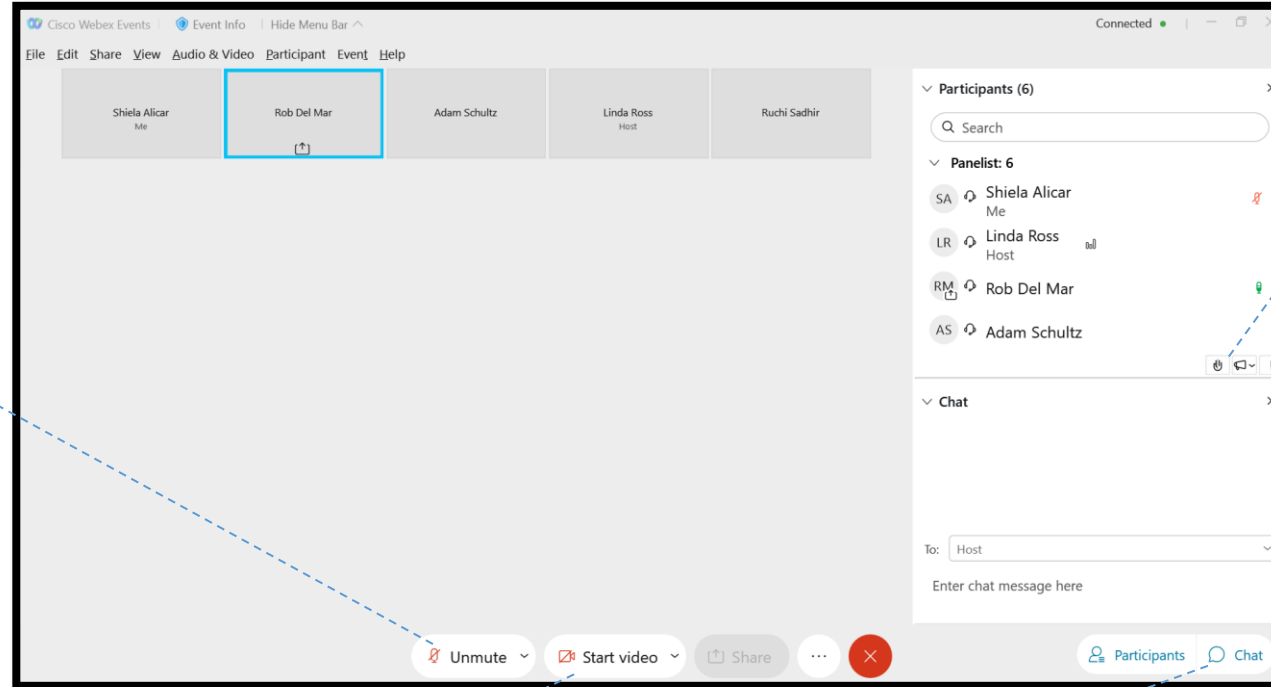 Cisco Webex Events Event Info Hide Menu Bar Connected
File Edit Share View Audio & Video Participant Event Help
Shiela Alicar
Me
Rob Del Mar
Adam Schultz
Linda Ross
Host
Ruchi Sadhir
Participants (6)
Search
Panelist: 6
SA Shiela Alicar
Me
LR Linda Ross
Host
RM Rob Del Mar
AS Adam Schultz
Chat
To: Host
Enter chat message here
Unmute Start video Share ... Participants Chat